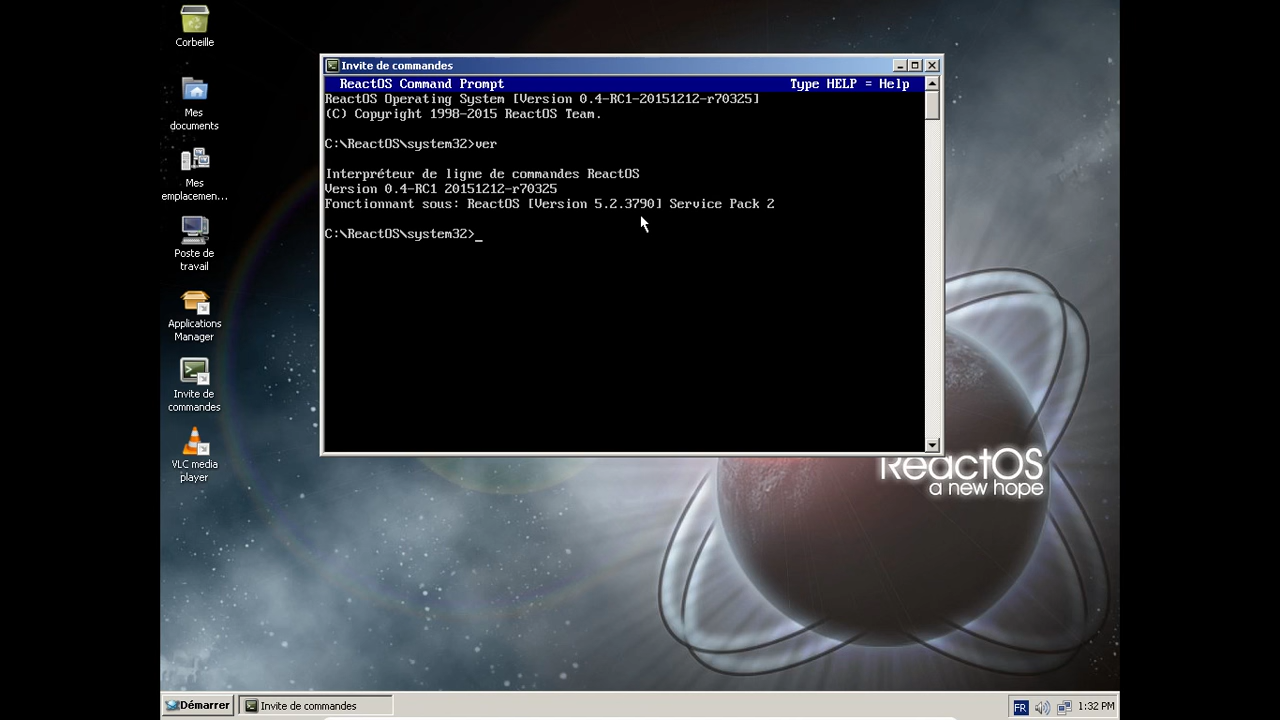 Corbeille
Mes
documents
Mes
emplacemen...
Poste de
travail
Applications
Manager
Invite de
commandes
VLC media
player
Invite de commandes
ReactOS Command Prompt Type HELP = Help
ReactOS Operating System [Version 0.4-RC1-20151212-r70325]
(C) Copyright 1998-2015 ReactOS Team.
C:\ReactOS\system32>ver
Interpréteur de ligne de commandes ReactOS
Version 0.4-RC1 20151212-r70325
Fonctionnant sous: ReactOS [Version 5.2.3790] Service Pack 2
C:\ReactOS\system32>_
ReactOS
a new hope
Démarrer
Invite de commandes
FR
1:32 PM